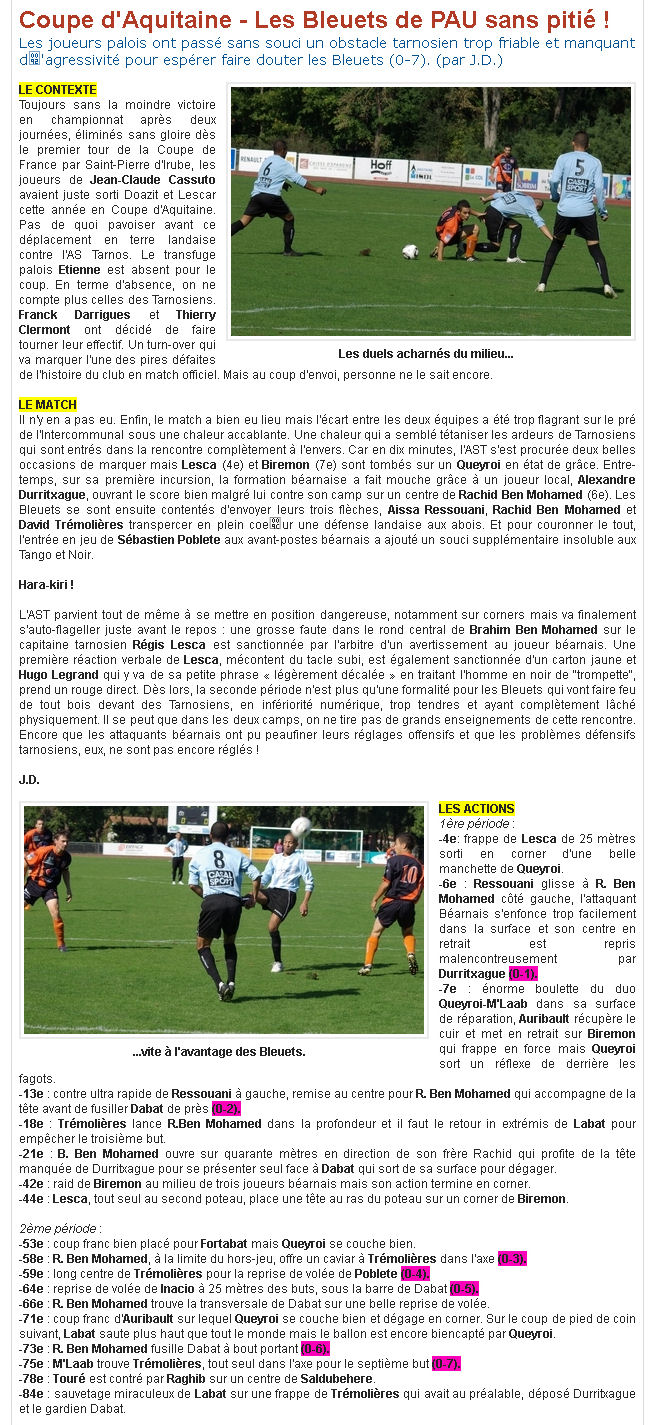 Coupe d'Aquitaine - Les Bleuets de PAU sans pitié !
Les joueurs palois ont passé sans souci un obstacle tarnosien trop friable et manquant
d'agressivité pour espérer faire douter les Bleuets (0-7). (par J.D.)
LE CONTEXTE
Toujours sans la moindre victoire
en championnat après deux
journées, éliminés sans gloire dès
le premier tour de la Coupe de
France par Saint-Pierre d'Irube, les
joueurs de Jean-Claude Cassuto
avaient juste sorti Doazit et Lescar
cette année en Coupe d'Aquitaine.
Pas de quoi pavoiser avant ce
déplacement en terre landaise
contre l'AS Tarnos. Le transfuge
palois Etienne est absent pour le
coup. En terme d'absence, on ne
compte plus celles des Tarnosiens.
Franck Darrigues et Thierry
Clermont ont décidé de faire
tourner leur effectif. Un turn-over qui
va marquer l'une des pires défaites
de l'histoire du club en match officiel. Mais au coup d'envoi, personne ne le sait encore.
RENAULT
Hoff
6
5
CASAL
SPORT
Les duels acharnés du milieu...
LE MATCH
Il n'y en a pas eu. Enfin, le match a bien eu lieu mais l'écart entre les deux équipes a été trop flagrant sur le pré
de l'Intercommunal sous une chaleur accablante. Une chaleur qui a semblé tétaniser les ardeurs de Tarnosiens
qui sont entrés dans la rencontre complètement à l'envers. Car en dix minutes, l'AST s'est procurée deux belles
occasions de marquer mais Lesca (4e) et Biremon (7e) sont tombés sur un Queyroi en état de grâce. Entre-
temps, sur sa première incursion, la formation béarnaise a fait mouche grâce à un joueur local, Alexandre
Durritxague, ouvrant le score bien malgré lui contre son camp sur un centre de Rachid Ben Mohamed (6e). Les
Bleuets se sont ensuite contentés d'envoyer leurs trois flèches, Aissa Ressouani, Rachid Ben Mohamed et
David Trémolières transpercer en plein coeur une défense landaise aux abois. Et pour couronner le tout,
l'entrée en jeu de Sébastien Poblete aux avant-postes béarnais a ajouté un souci supplémentaire insoluble aux
Tango et Noir.
Hara-kiri !
L'AST parvient tout de même à se mettre en position dangereuse, notamment sur corners mais va finalement
s'auto-flageller juste avant le repos : une grosse faute dans le rond central de Brahim Ben Mohamed sur le
capitaine tarnosien Régis Lesca est sanctionnée par l'arbitre d'un avertissement au joueur béarnais. Une
première réaction verbale de Lesca, mécontent du tacle subi, est également sanctionnée d'un carton jaune et
Hugo Legrand qui y va de sa petite phrase « légèrement décalée » en traitant l'homme en noir de "trompette",
prend un rouge direct. Dès lors, la seconde période n'est plus qu'une formalité pour les Bleuets qui vont faire feu
de tout bois devant des Tarnosiens, en infériorité numérique, trop tendres et ayant complètement lâché
physiquement. Il se peut que dans les deux camps, on ne tire pas de grands enseignements de cette rencontre.
Encore que les attaquants béarnais ont pu peaufiner leurs réglages offensifs et que les problèmes défensifs
tarnosiens, eux, ne sont pas encore réglés !
J.D.
8
CASAL
SPORT
10
...vite à l'avantage des Bleuets.
LES ACTIONS
1ère période :
-4e: frappe de Lesca de 25 mètres
sorti en corner d'une belle
manchette de Queyroi.
-6e : Ressouani glisse à R. Ben
Mohamed côté gauche, l'attaquant
Béarnais s'enfonce trop facilement
dans la surface et son centre en
retrait est repris
malencontreusement par
Durritxague (0-1).
-7e : énorme boulette du duo
Queyroi-M'Laab dans sa surface
de réparation, Auribault récupère le
cuir et met en retrait sur Biremon
qui frappe en force mais Queyroi
sort un réflexe de derrière les
fagots.
-13e : contre ultra rapide de Ressouani à gauche, remise au centre pour R. Ben Mohamed qui accompagne de la
tête avant de fusiller Dabat de près (0-2).
-18e : Trémolières lance R.Ben Mohamed dans la profondeur et il faut le retour in extrémis de Labat pour
empêcher le troisième but.
-21e : B. Ben Mohamed ouvre sur quarante mètres en direction de son frère Rachid qui profite de la tête
manquée de Durritxague pour se présenter seul face à Dabat qui sort de sa surface pour dégager.
-42e : raid de Biremon au milieu de trois joueurs béarnais mais son action termine en corner.
-44e : Lesca, tout seul au second poteau, place une tête au ras du poteau sur un corner de Biremon.
2ème période :
-53e : coup franc bien placé pour Fortabat mais Queyroi se couche bien.
-58e : R. Ben Mohamed, à la limite du hors-jeu, offre un caviar à Trémolières dans l'axe (0-3).
-59e : long centre de Trémolières pour la reprise de volée de Poblete (0-4).
-64e : reprise de volée de Inacio à 25 mètres des buts, sous la barre de Dabat (0-5).
-66e : R. Ben Mohamed trouve la transversale de Dabat sur une belle reprise de volée.
-71e : coup franc d'Auribault sur lequel Queyroi se couche bien et dégage en corner. Sur le coup de pied de coin
suivant, Labat saute plus haut que tout le monde mais le ballon est encore biencapté par Queyroi.
-73e : R. Ben Mohamed fusille Dabat à bout portant (0-6).
-75e : M'Laab trouve Trémolières, tout seul dans l'axe pour le septième but (0-7).
-78e : Touré est contré par Raghib sur un centre de Saldubehere.
-84e : sauvetage miraculeux de Labat sur une frappe de Trémolières qui avait au préalable, déposé Durritxague
et le gardien Dabat.